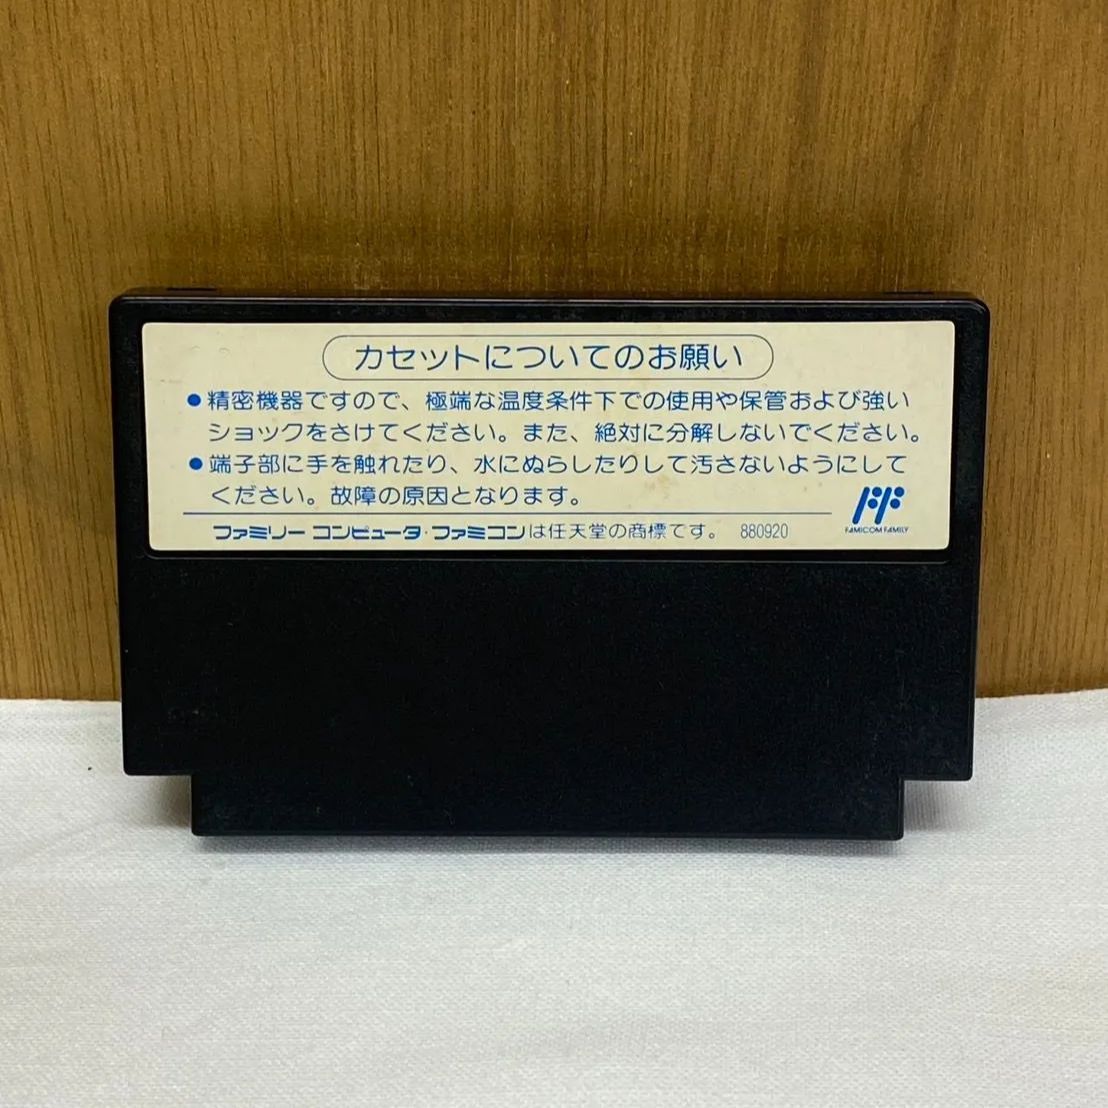 カセットについてのお願い
●精密機器ですので、極端な温度条件下での使用や保管および強い
ショックをさけてください。また、絶対に分解しないでください。
●端子部に手を触れたり、水にぬらしたりして汚さないようにして
ください。故障の原因となります。
ファミリーコンピュータ・ファミコンは任天堂の商標です。 880920
FAMICOM FAMILY